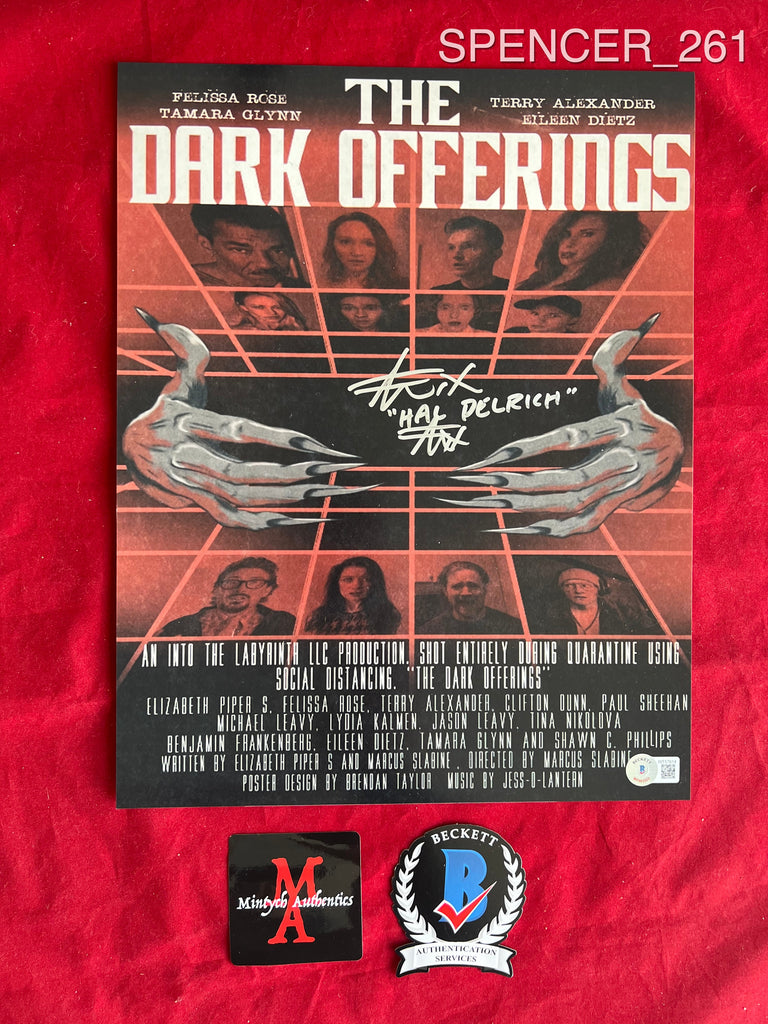 SPENCER_261
FELISSA ROSE
TAMARA GLYNN
THE
TERRY ALEXANDER
EILEEN DIETZ
DARK OFFERINGS
"HAL DELRICH"
AN INTO THE LABYRINTH LLC PRODUCTION. SHOT ENTIRELY DURING QUARANTINE USING
SOCIAL DISTANCING. "THE DARK OFFERINGS"
ELIZABETH PIPER S, FELISSA ROSE, TERRY ALEXANDER, CLIFTON DUNN, PAUL SHEEHAN
MICHAEL LEAVY, LYDIA KALMEN, JASON LEAVY, TINA NIKOLOVA
BENJAMIN FRANKENBERG, EILEEN DIETZ, TAMARA GLYNN AND SHAWN C. PHILLIPS
WRITTEN BY ELIZABETH PIPER S AND MARCUS SLABINE , DIRECTED BY MARCUS SLABINE
POSTER DESIGN BY BRENDAN TAYLOR MUSIC BY JESS-O-LANTERN
BECKETT
B
MA
Mintych Authentics
BECKETT
B
AUTHENTICATION
SERVICES